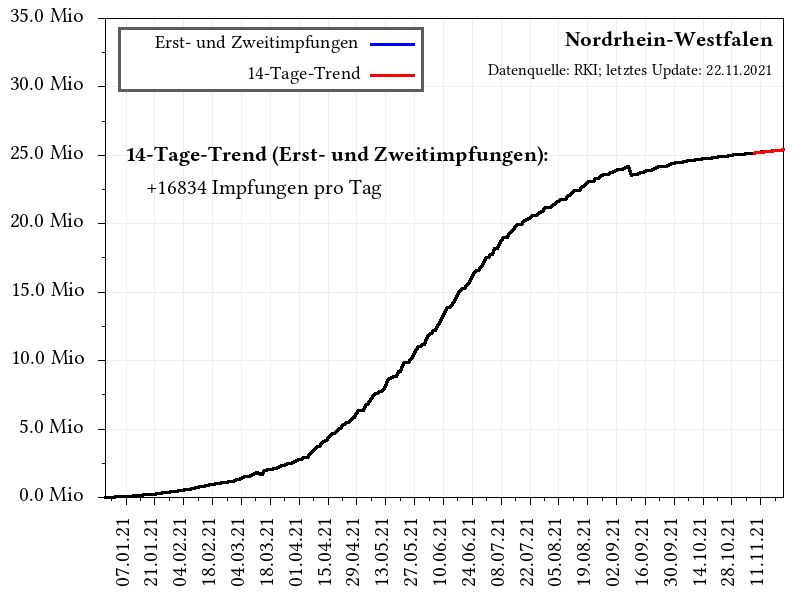 35.0 Mio
30.0 Mio
25.0 Mio
20.0 Mio
15.0 Mio
10.0 Mio
5.0 Mio
0.0 Mio
Erst- und Zweitimpfungen
14-Tage-Trend
Nordrhein-Westfalen
Datenquelle: RKI; letztes Update: 22.11.2021
14-Tage-Trend (Erst- und Zweitimpfungen):
+16834 Impfungen pro Tag
07.01.21
21.01.21
04.02.21
18.02.21
04.03.21
18.03.21
01.04.21
15.04.21
29.04.21
13.05.21
27.05.21
10.06.21
24.06.21
08.07.21
22.07.21
05.08.21
19.08.21
02.09.21
16.09.21
30.09.21
14.10.21
28.10.21
11.11.21